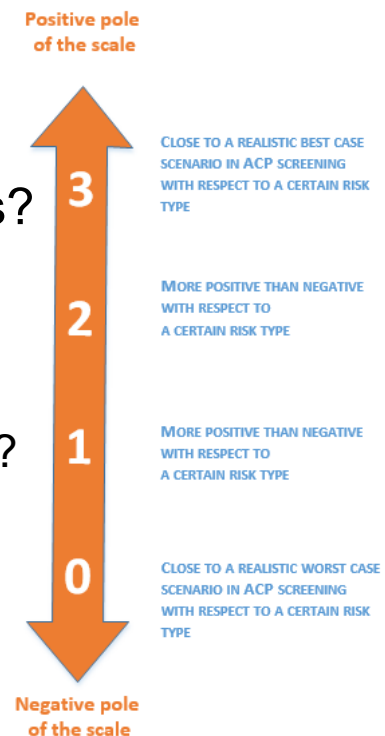 Positive pole
of the scale
CLOSE TO A REALISTIC BEST CASE
SCENARIO IN ACP SCREENING
s? 3 WITH RESPECT TO A CERTAIN RISK
TYPE
MORE POSITIVE THAN NEGATIVE
2 WITH RESPECT TO
A CERTAIN RISK TYPE
MORE POSITIVE THAN NEGATIVE
? 1 WITH RESPECT TO
A CERTAIN RISK TYPE
0 CLOSE TO A REALISTIC WORST CASE
SCENARIO IN ACP SCREENING
WITH RESPECT TO A CERTAIN RISK
TYPE
Negative pole
of the scale